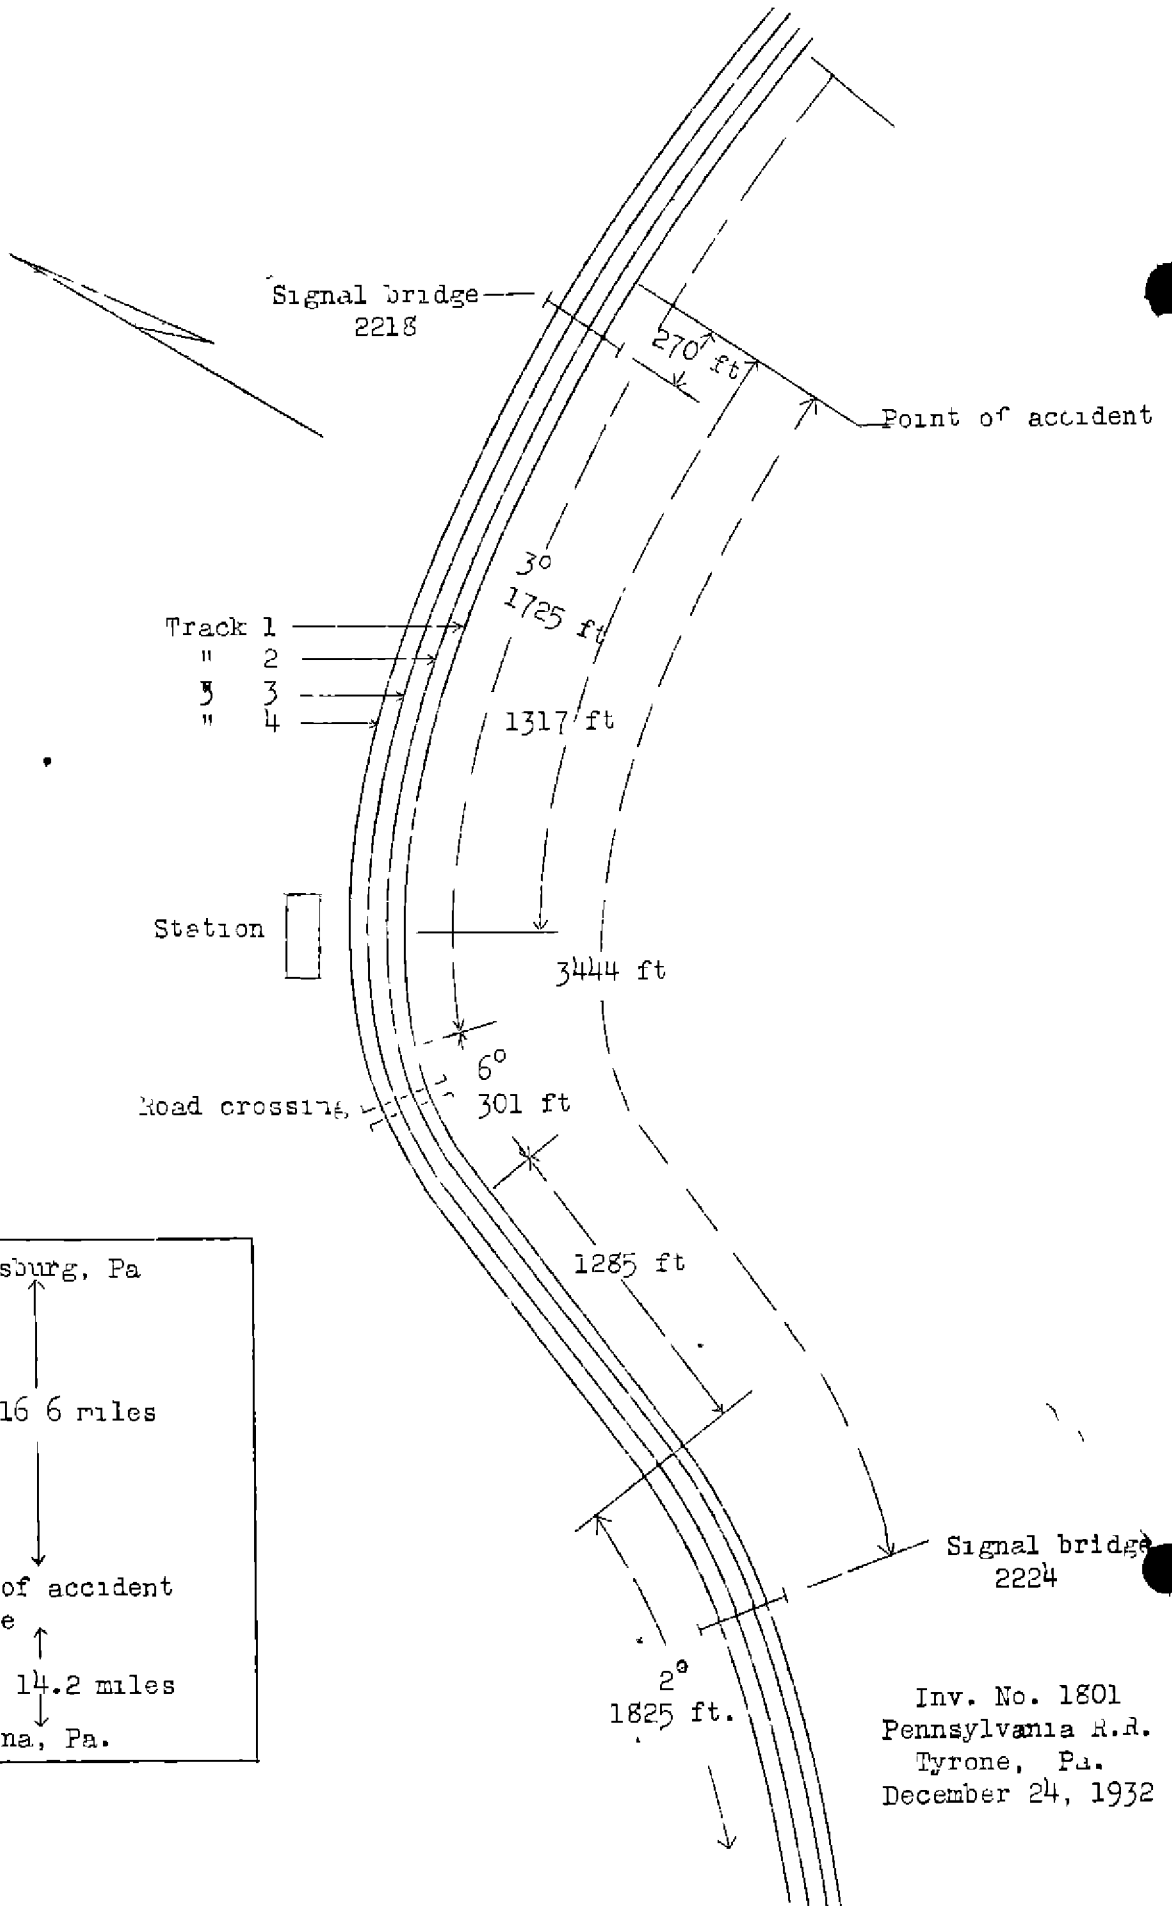 Signal bridge
2218
270 ft
Point of accident
3°
1725 ft
Track 1
" 2
" 3
" 4
1317 ft
Station
3444 ft
6°
301 ft
Road crossing
1285 ft
sburg, Pa
16 6 miles
of accident
e
14.2 miles
na, Pa.
Signal bridge
2224
2°
1825 ft.
Inv. No. 1801
Pennsylvania R.R.
Tyrone, Pa.
December 24, 1932